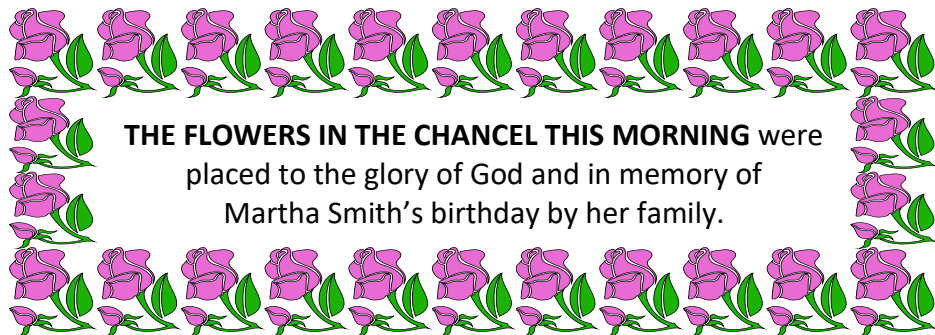 THE FLOWERS IN THE CHANCEL THIS MORNING were
placed to the glory of God and in memory of
Martha Smith’s birthday by her family.